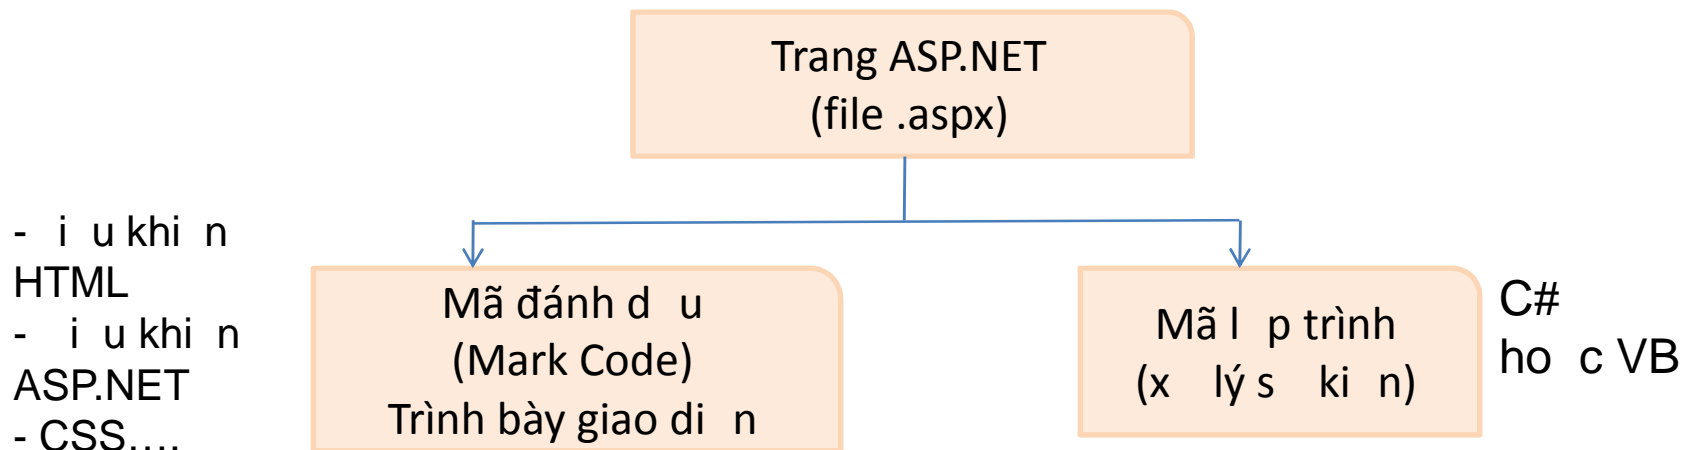 Trang ASP.NET
(file .aspx)
- i u khi n
HTML
- i u khi n
ASP.NET
- CSS....
Mã đánh d u
(Mark Code)
Trình bày giao di n
Mã l p trình
(x lý s ki n)
C#
ho c VB